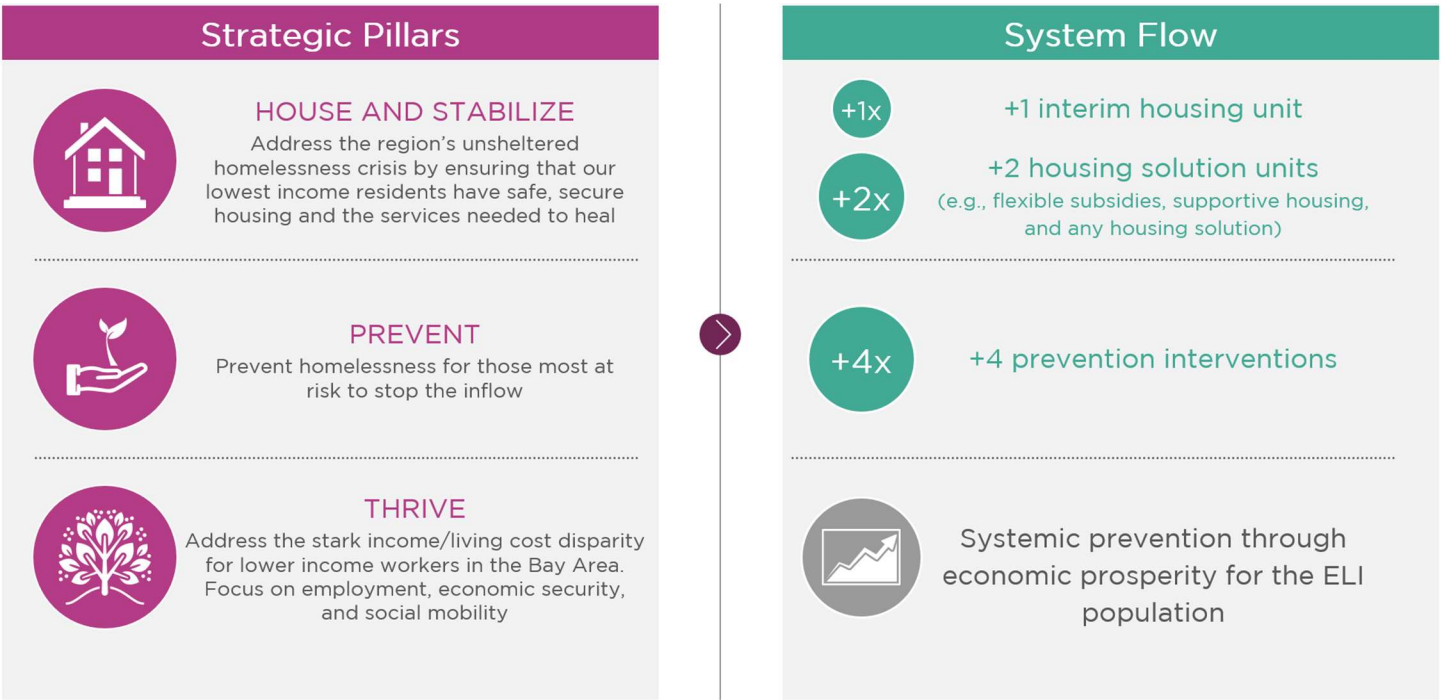 Strategic Pillars
HOUSE AND STABILIZE
Address the region's unsheltered
homelessness crisis by ensuring that our
lowest income residents have safe, secure
housing and the services needed to heal
PREVENT
Prevent homelessness for those most at
risk to stop the inflow
THRIVE
Address the stark income/living cost disparity
for lower income workers in the Bay Area.
Focus on employment, economic security,
and social mobility
System Flow
+1x
+1 interim housing unit
+2x
+2 housing solution units
(e.g., flexible subsidies, supportive housing,
and any housing solution)
+4x
+4 prevention interventions
Systemic prevention through
economic prosperity for the ELI
population